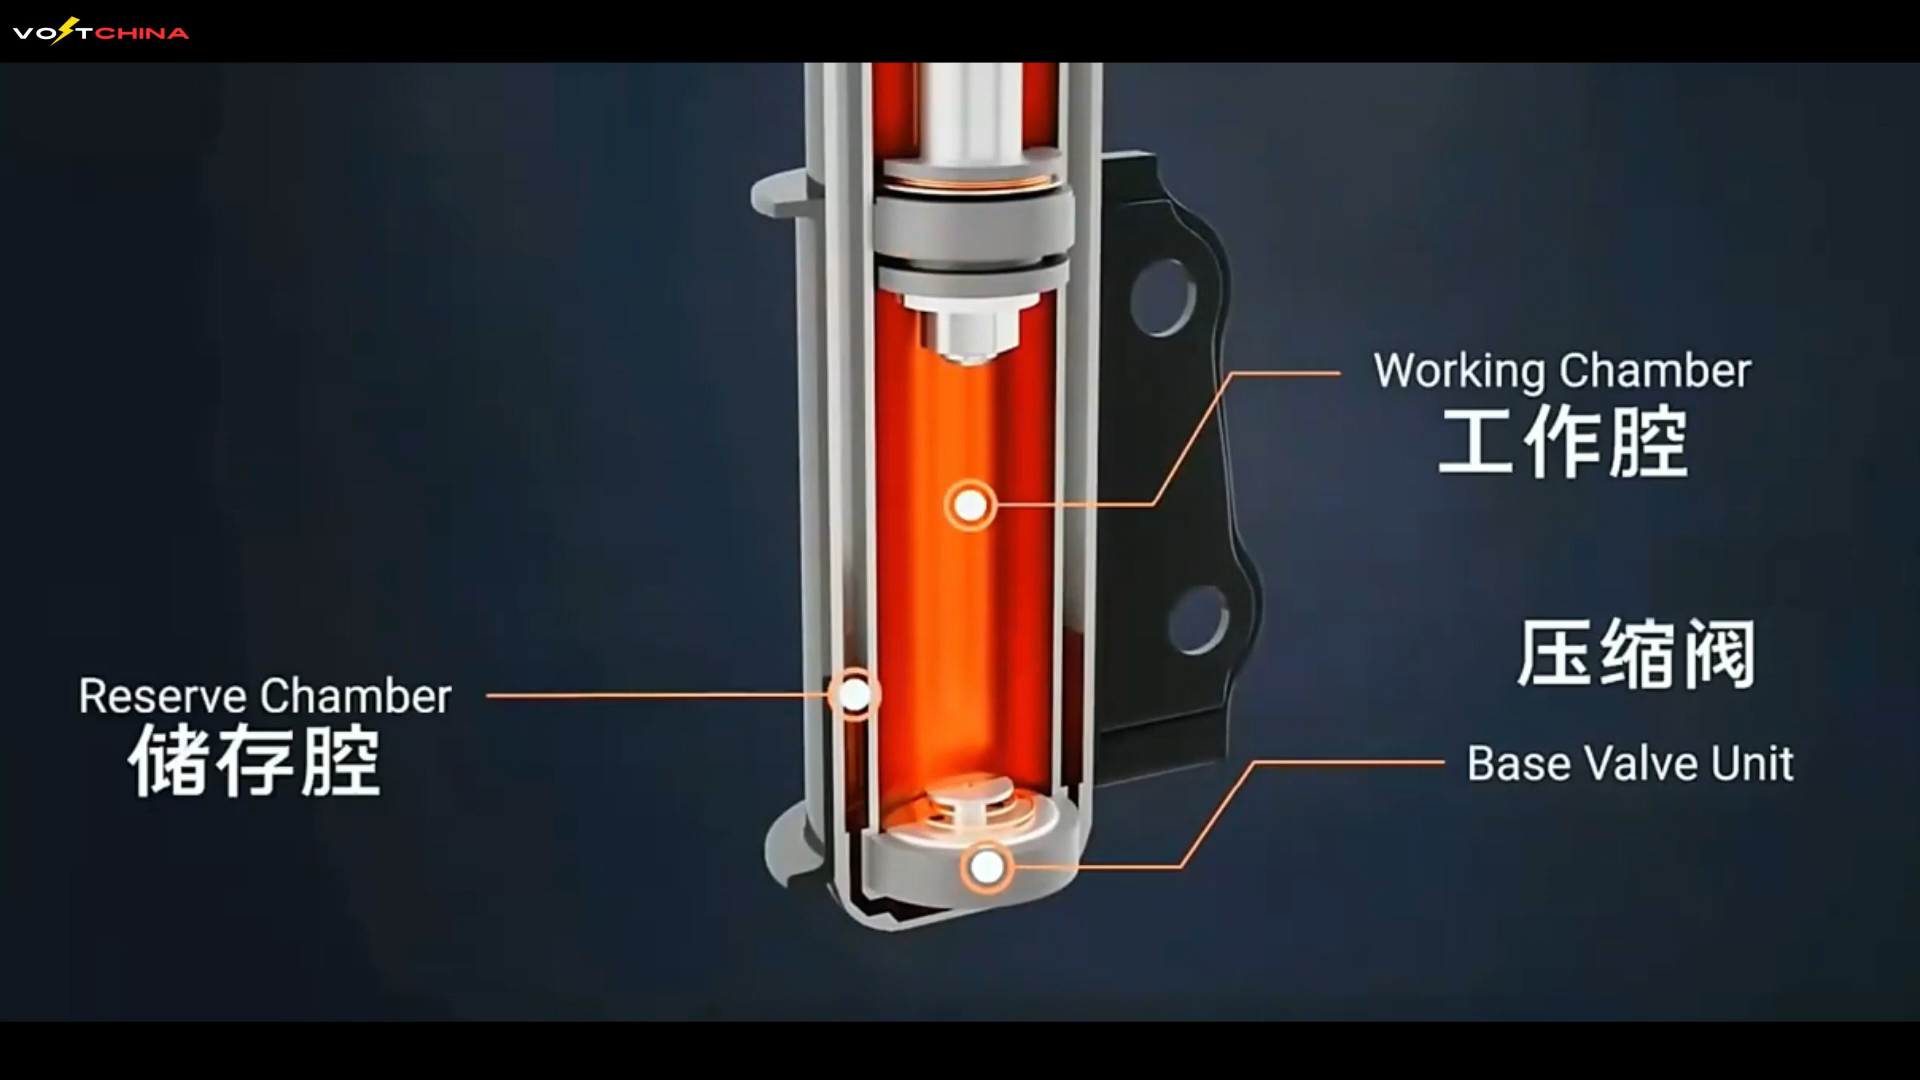 VOLTCHINA
Working Chamber
工作腔
压缩阀
Reserve Chamber
储存腔
Base Valve Unit